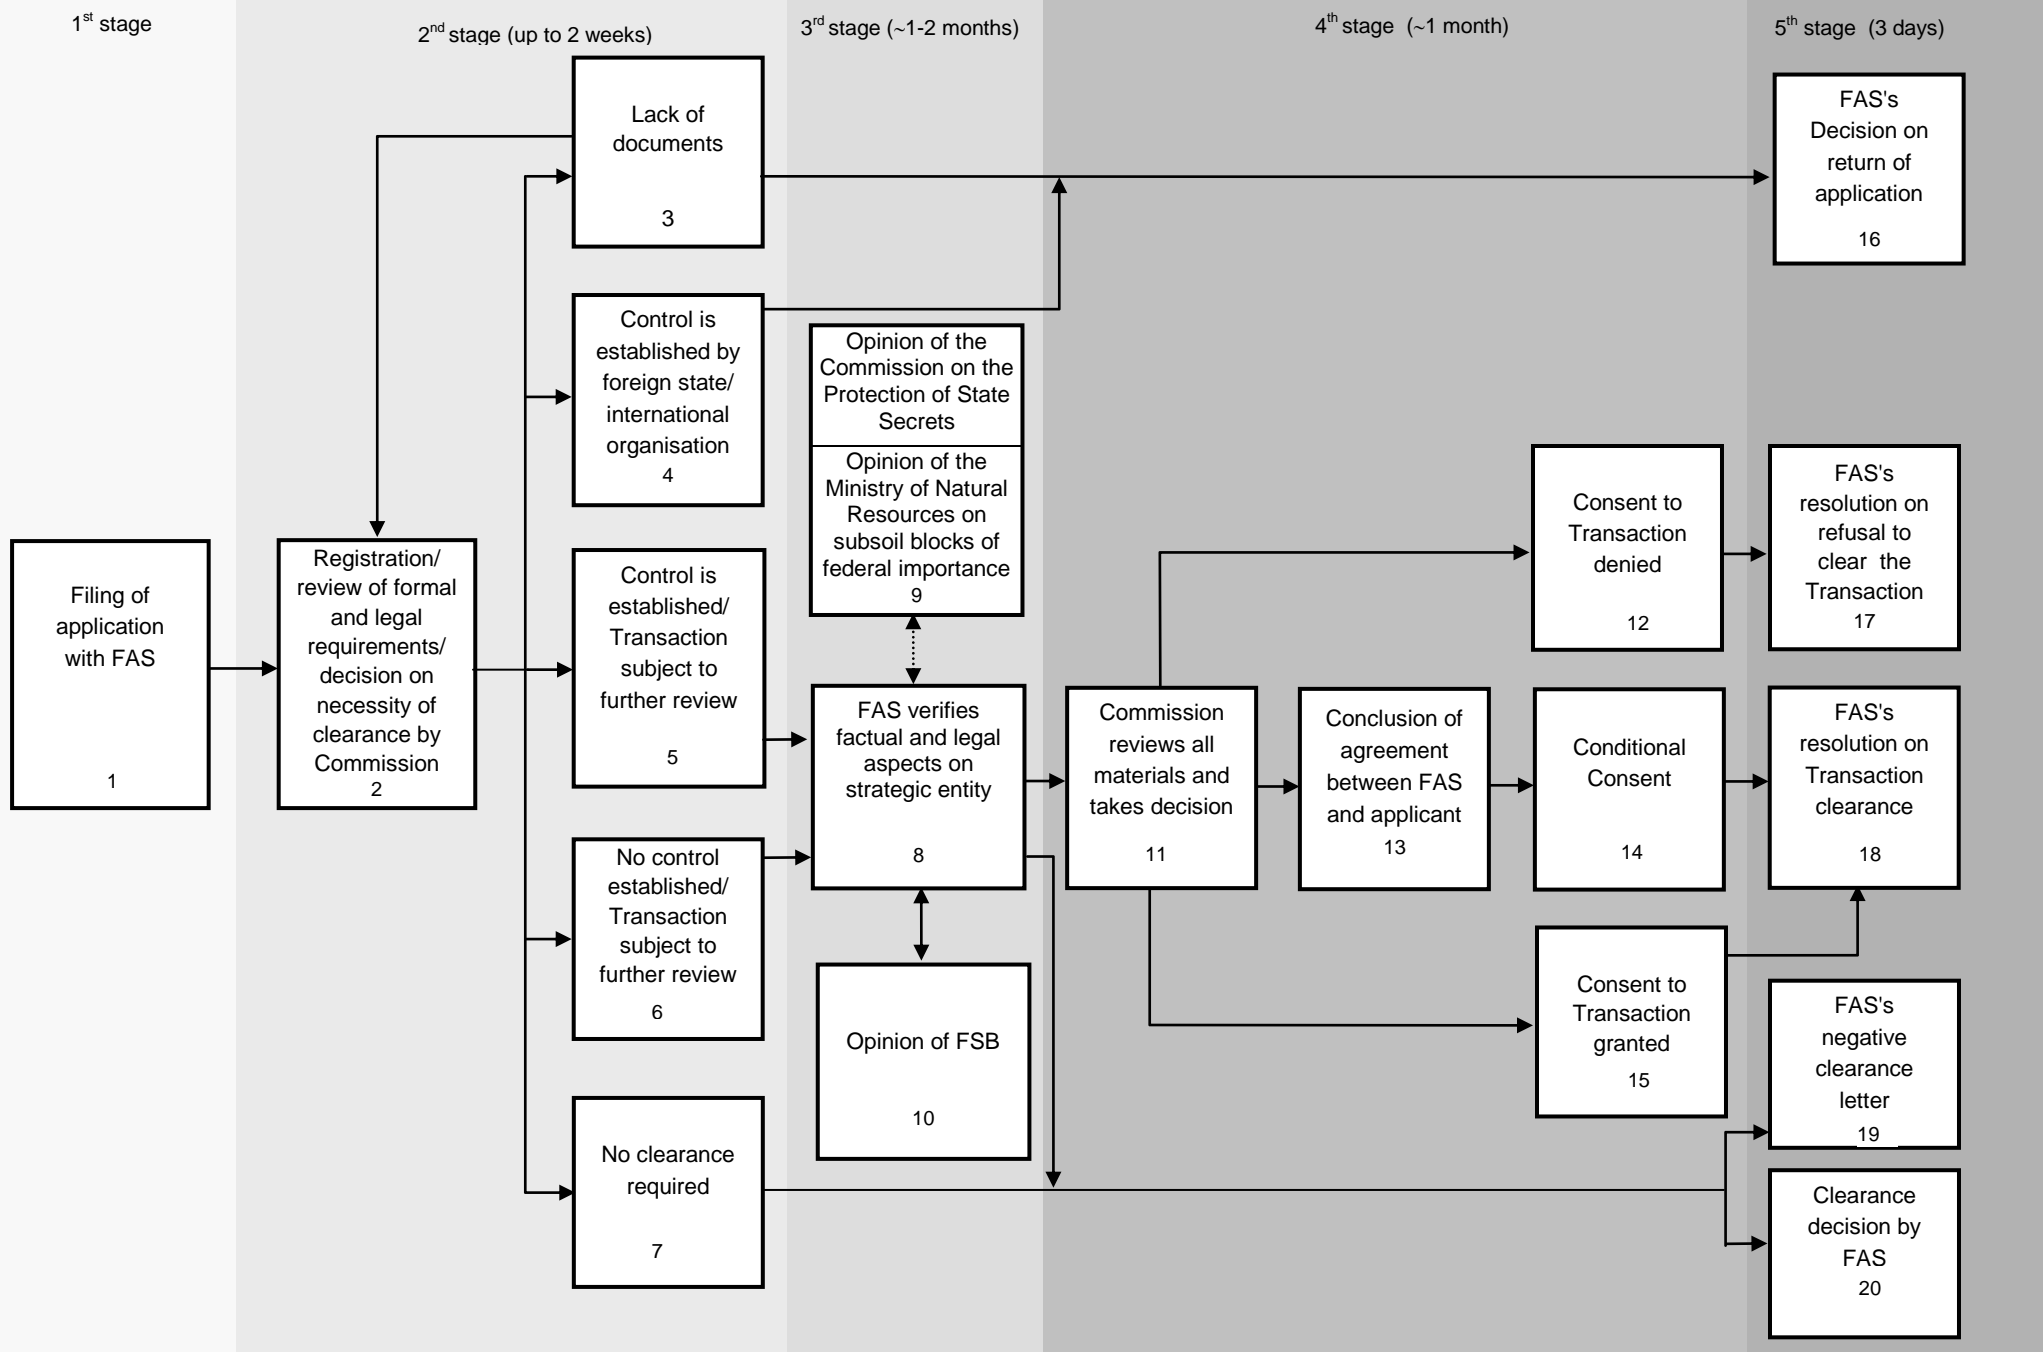 1st stage
2nd stage (up to 2 weeks)
3rd stage (~1-2 months)
4th stage (~1 month)
5th stage (3 days)
Filing of
application
with FAS
1
Registration/
review of formal
and legal
requirements/
decision on
necessity of
clearance by
Commission
2
Lack of
documents
3
Control is
established by
foreign state/
international
organisation
4
Control is
established/
Transaction
subject to
further review
5
No control
established/
Transaction
subject to
further review
6
No clearance
required
7
Opinion of the
Commission on the
Protection of State
Secrets
Opinion of the
Ministry of Natural
Resources on
subsoil blocks of
federal importance
9
FAS verifies
factual and legal
aspects on
strategic entity
8
Opinion of FSB
10
Commission
reviews all
materials and
takes decision
11
Conclusion of
agreement
between FAS
and applicant
13
Consent to
Transaction
denied
12
Conditional
Consent
14
Consent to
Transaction
granted
15
FAS's
Decision on
return of
application
16
FAS's
resolution on
refusal to
clear the
Transaction
17
FAS's
resolution on
Transaction
clearance
18
FAS's
negative
clearance
letter
19
Clearance
decision by
FAS
20